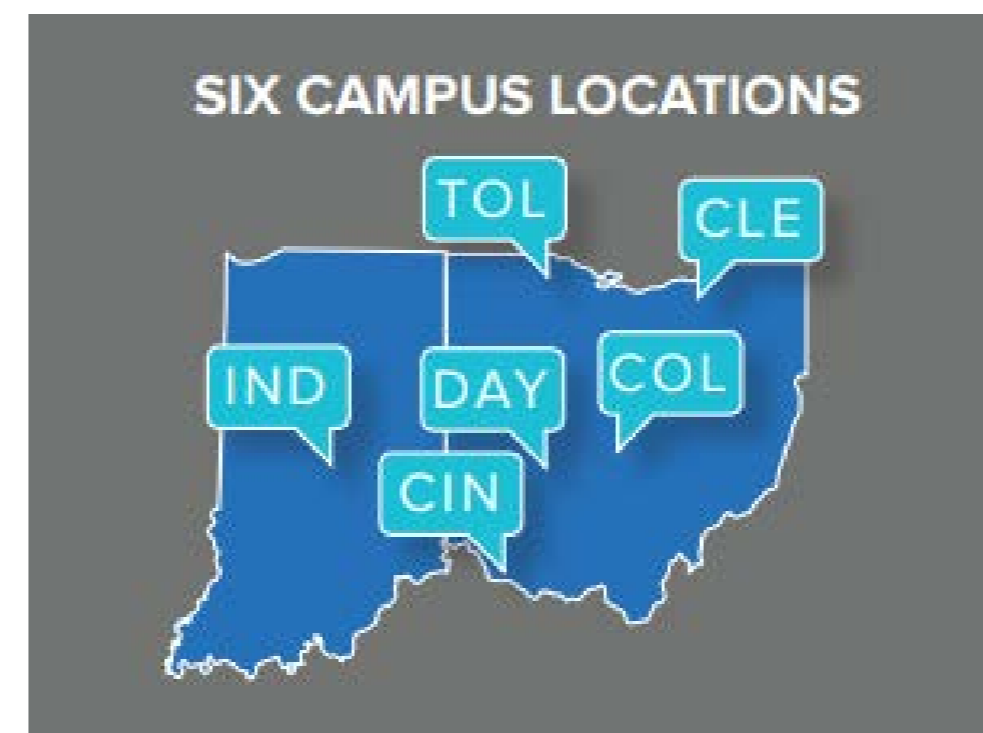 SIX CAMPUS LOCATIONS
TOL
CLE
IND
DAY
COL
CIN